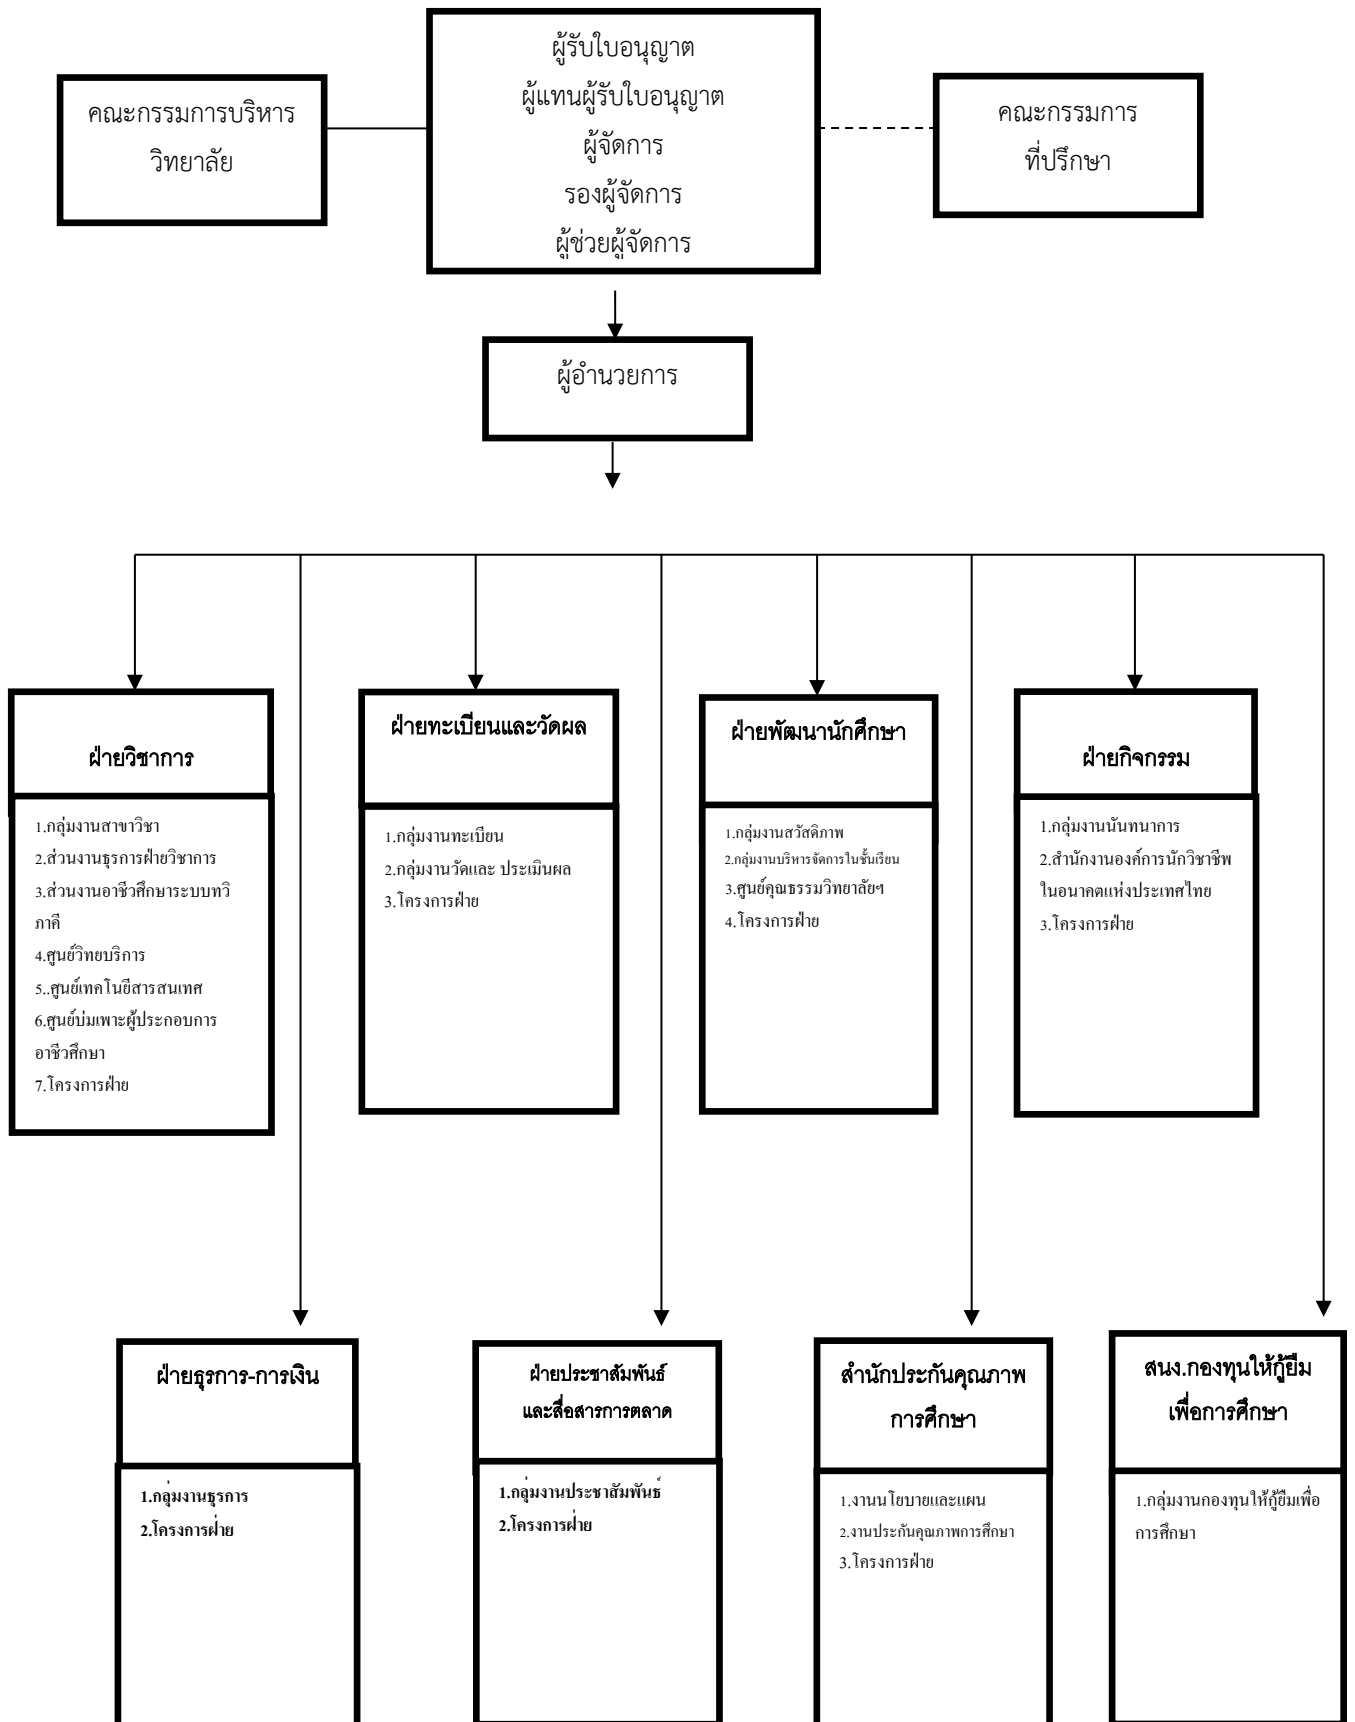 คณะกรรมการบริหาร
วิทยาลัย
ผู้รับใบอนุญาต
ผู้แทนผู้รับใบอนุญาต
ผู้จัดการ
รองผู้จัดการ
ผู้ช่วยผู้จัดการ
คณะกรรมการ
ที่ปรึกษา
ผู้อำนวยการ
ฝ่ายวิชาการ
1.กลุ่มงานสาขาวิชา
2.ส่วนงานธุรการฝ่ายวิชาการ
3.ส่วนงานอาชีวศึกษาระบบทวิ
ภาคี
4.ศูนย์วิทยบริการ
5..ศูนย์เทคโนยีสารสนเทศ
6.ศูนย์บ่มเพาะผู้ประกอบการ
อาชีวศึกษา
7.โครงการฝ่าย
ฝ่ายทะเบียนและวัดผล
1.กลุ่มงานทะเบียน
2.กลุ่มงานวัดและ ประเมินผล
3.โครงการฝ่าย
ฝ่ายพัฒนานักศึกษา
1.กลุ่มงานสวัสดิภาพ
2.กลุ่มงานบริหารจัดการในชั้นเรียน
3.ศูนย์คุณธรรมวิทยาลัยฯ
4.โครงการฝ่าย
ฝ่ายกิจกรรม
1.กลุ่มงานนันทนาการ
2.สำนักงานองค์การนักวิชาชีพ
ในอนาคตแห่งประเทศไทย
3.โครงการฝ่าย
ฝ่ายธุรการ-การเงิน
1.กลุ่มงานธุรการ
2.โครงการฝ่าย
ฝ่ายประชาสัมพันธ์
และสื่อสารการตลาด
1.กลุ่มงานประชาสัมพันธ์
2.โครงการฝ่าย
สำนักประกันคุณภาพ
การศึกษา
1.งานนโยบายและแผน
2.งานประกันคุณภาพการศึกษา
3.โครงการฝ่าย
สนง.กองทุนให้กู้ยืม
เพื่อการศึกษา
1.กลุ่มงานกองทุนให้กู้ยืมเพื่อ
การศึกษา